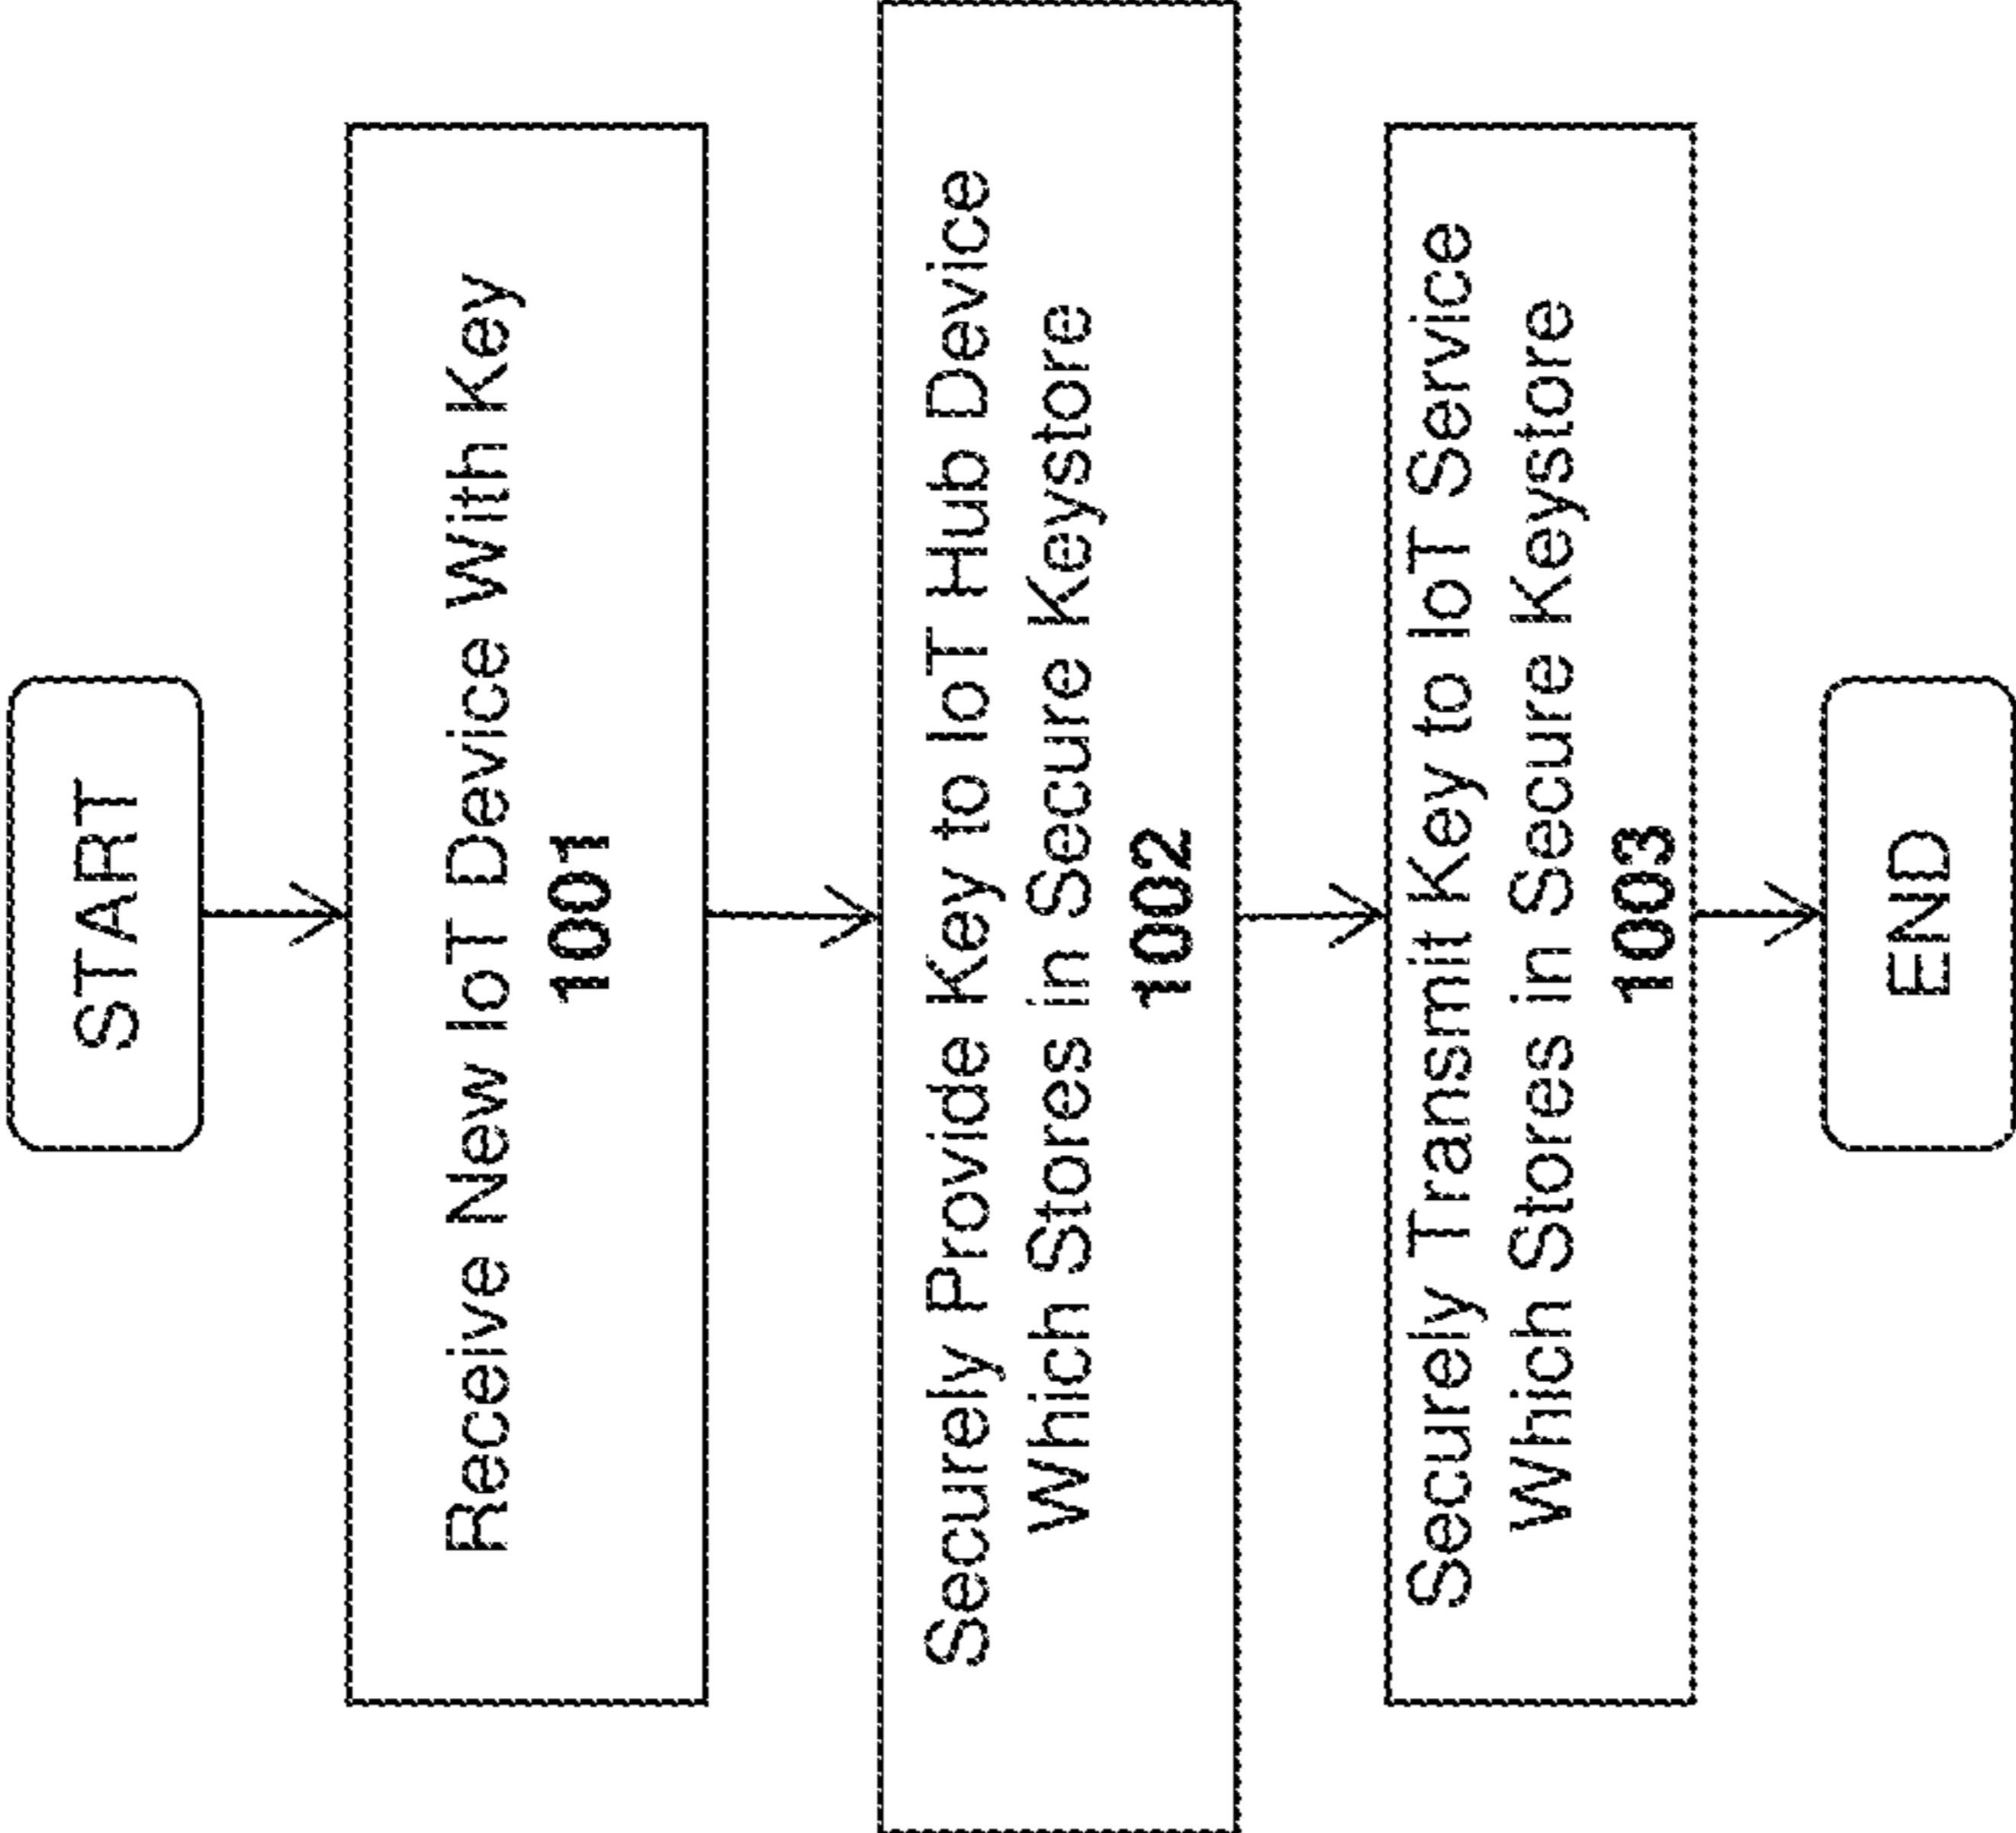 START
Receive New IoT Device With Key
1001
Securely Provide Key to IoT Hub Device
Which Stores in Secure Keystore
1002
Securely Transmit Key to IoT Service
Which Stores in Secure Keystore
1003
END